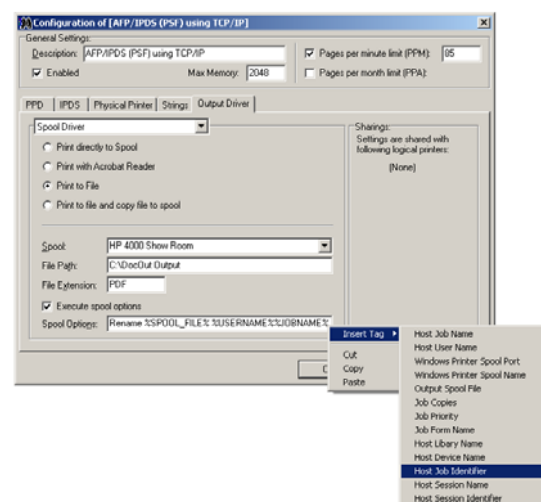 Configuration of [AFP/IPDS (PSF) using TCP/IP]
General Settings:
Description: AFP/IPDS (PSF) using TCP/IP
Pages per minute limit (PPM): 85
Enabled
Max Memory: 2048
Pages per month limit (PPA):
PPD IPDS Physical Printer Strings Output Driver
Spool Driver
Print directly to Spool
Print with Acrobat Reader
Print to File
Print to file and copy file to spool
Sharings:
Settings are shared with
following logical printers:
(None)
Spool: HP 4000 Show Room
File Path: C:\DocOut Output
File Extension: PDF
Execute spool options
Spool Options: Rename %SPOOL_FILE% %USERNAME%%JOBNAME%
Insert Tag
Cut
Copy
Paste
Host Job Name
Host User Name
Windows Printer Spool Port
Windows Printer Spool Name
Output Spool File
Job Copies
Job Priority
Job Form Name
Host Libary Name
Host Device Name
Host Job Identifier
Host Session Name
Host Session Identifier